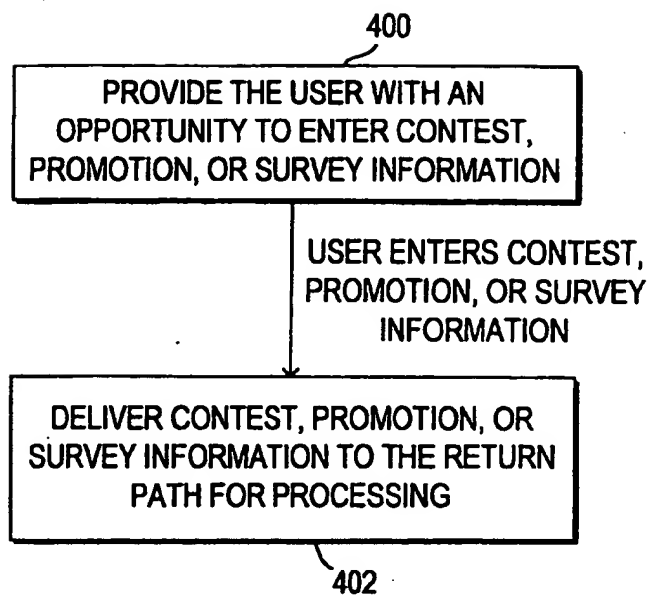 400
PROVIDE THE USER WITH AN
OPPORTUNITY TO ENTER CONTEST,
PROMOTION, OR SURVEY INFORMATION
USER ENTERS CONTEST,
PROMOTION, OR SURVEY
INFORMATION
DELIVER CONTEST, PROMOTION, OR
SURVEY INFORMATION TO THE RETURN
PATH FOR PROCESSING
402